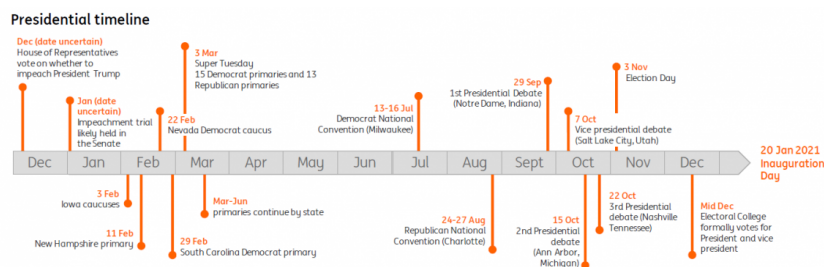 Presidential timeline
Dec (date uncertain)
House of Representatives
vote on whether to
impeach President Trump
Jan (date
uncertain)
Impeachment trial
likely held in
the Senate
22 Feb
Nevada Democrat caucus
3 Mar
Super Tuesday
15 Democrat primaries and 13
Republican primaries
13-16 Jul
Democrat National
Convention (Milwaukee)
29 Sep
1st Presidential Debate
(Notre Dame, Indiana)
7 Oct
Vice presidential debate
(Salt Lake City, Utah)
3 Nov
Election Day
Dec Jan Feb Mar Apr May Jun Jul Aug Sept Oct Nov Dec
20 Jan 2021
Inauguration
Day
3 Feb
Iowa caucuses
11 Feb
New Hampshire primary
29 Feb
South Carolina Democrat primary
Mar-Jun
primaries continue by state
24-27 Aug
Republican National
Convention (Charlotte)
15 Oct
2nd Presidential
debate
(Ann Arbor,
Michigan)
22 Oct
3rd Presidential
debate (Nashville
Tennessee)
Mid Dec
Electoral College
formally votes for
President and vice
president